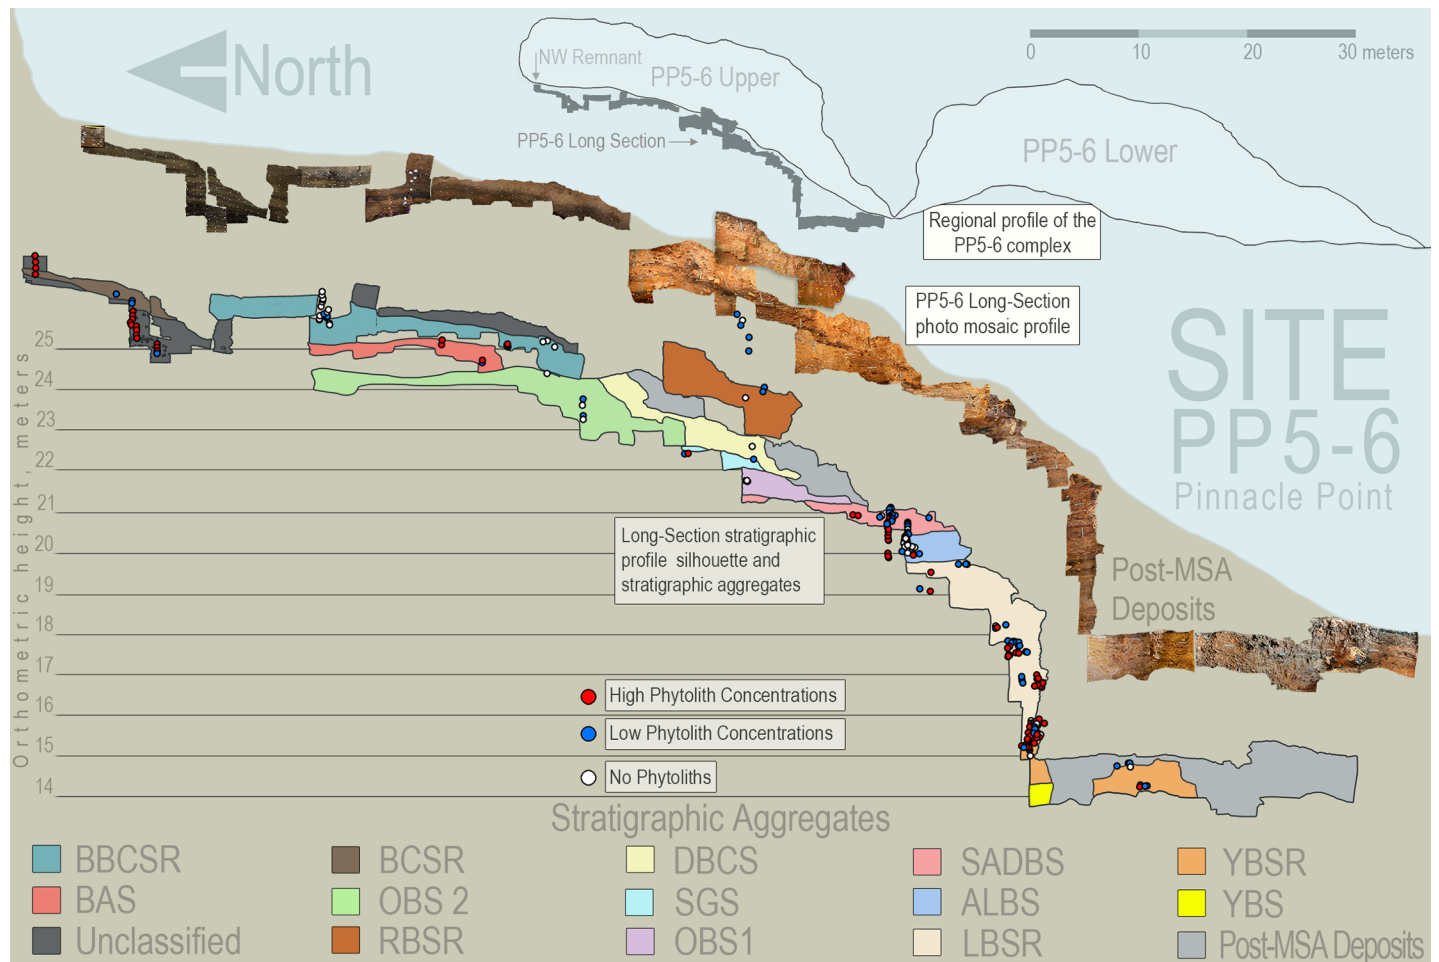 North
NW Remnant
PP5-6 Upper
PP5-6 Long Section
0 10 20 30 meters
PP5-6 Lower
Regional profile of the
PP5-6 complex
PP5-6 Long-Section
photo mosaic profile
SITE
PP5-6
Pinnacle Point
Orthometric height, meters
25
24
23
22
21
20
19
18
17
16
15
14
Long-Section stratigraphic
profile silhouette and
stratigraphic aggregates
Post-MSA
Deposits
High Phytolith Concentrations
Low Phytolith Concentrations
No Phytoliths
Stratigraphic Aggregates
BBCSR
BCSR
DBCS
SADBS
YBSR
BAS
OBS 2
SGS
ALBS
YBS
Unclassified
RBSR
OBS1
LBSR
Post-MSA Deposits